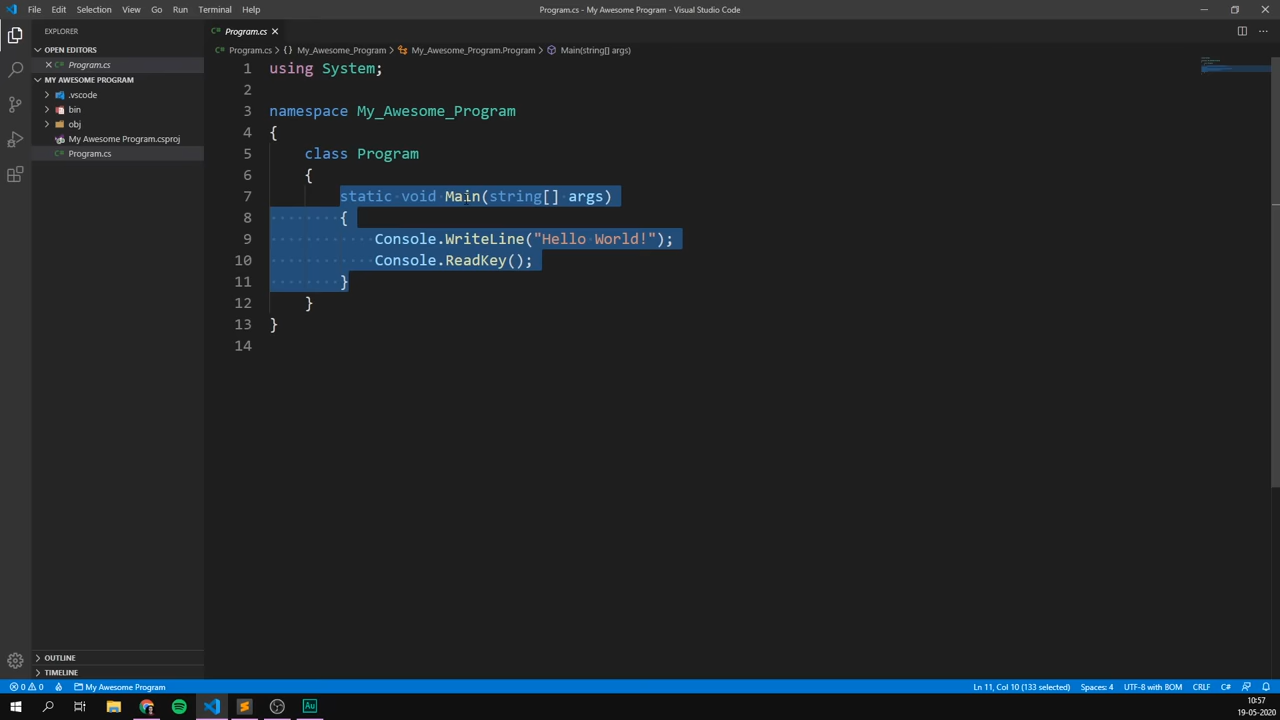 File Edit Selection View Go Run Terminal Help
Program.cs - My Awesome Program - Visual Studio Code
EXPLORER
OPEN EDITORS
Program.cs
MY AWESOME PROGRAM
.vscode
bin
obj
My Awesome Program.csproj
Program.cs
OUTLINE
TIMELINE
Program.cs
Program.cs > {} My_Awesome_Program > My_Awesome_Program.Program > Main(string[] args)
1 using System;
2
3 namespace My_Awesome_Program
4 {
5 class Program
6 {
7 static void Main(string[] args)
8 {
9 Console.WriteLine("Hello World!");
10 Console.ReadKey();
11 }
12 }
13 }
14
0 0 My Awesome Program
Ln 11, Col 10 (133 selected) Spaces: 4 UTF-8 with BOM CRLF C#
Au
10:57
19-05-2020